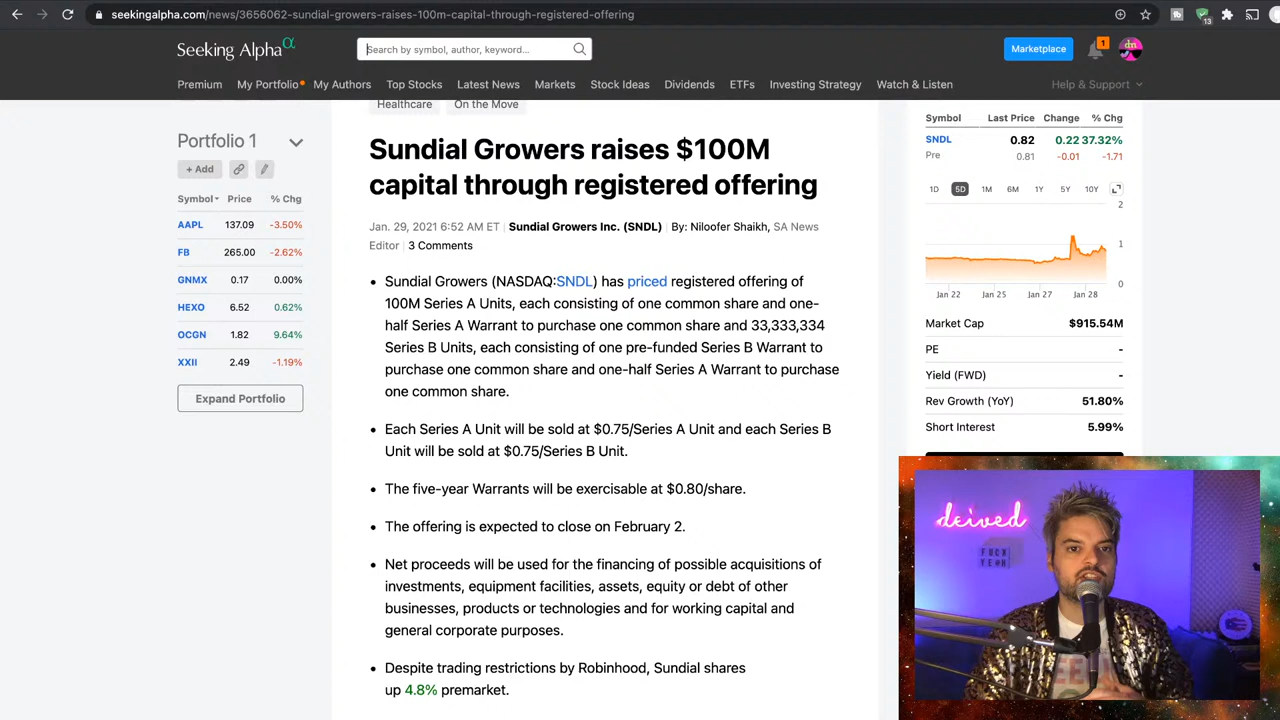 seekingalpha.com/news/3656062-sundial-growers-raises-100m-capital-through-registered-offering
13
Seeking Alpha α
Search by symbol, author, keyword...
Marketplace
1
dm
Premium My Portfolio My Authors Top Stocks Latest News Markets Stock Ideas Dividends ETFs Investing Strategy Watch & Listen Help & Support
Healthcare On the Move
Portfolio 1
+ Add
Symbol Price % Chg
AAPL 137.09 -3.50%
FB 265.00 -2.62%
GNMX 0.17 0.00%
HEXO 6.52 0.62%
OCGN 1.82 9.64%
XXII 2.49 -1.19%
Expand Portfolio
Sundial Growers raises $100M
capital through registered offering
Jan. 29, 2021 6:52 AM ET | Sundial Growers Inc. (SNDL) | By: Niloofer Shaikh, SA News
Editor | 3 Comments
• Sundial Growers (NASDAQ:SNDL) has priced registered offering of
100M Series A Units, each consisting of one common share and one-
half Series A Warrant to purchase one common share and 33,333,334
Series B Units, each consisting of one pre-funded Series B Warrant to
purchase one common share and one-half Series A Warrant to purchase
one common share.
• Each Series A Unit will be sold at $0.75/Series A Unit and each Series B
Unit will be sold at $0.75/Series B Unit.
• The five-year Warrants will be exercisable at $0.80/share.
• The offering is expected to close on February 2.
• Net proceeds will be used for the financing of possible acquisitions of
investments, equipment facilities, assets, equity or debt of other
businesses, products or technologies and for working capital and
general corporate purposes.
• Despite trading restrictions by Robinhood, Sundial shares
up 4.8% premarket.
Symbol Last Price Change % Chg
SNDL 0.82 0.22 37.32%
Pre 0.81 -0.01 -1.71
1D 5D 1M 6M 1Y 5Y 10Y
2
1
0
Jan 22 Jan 25 Jan 27 Jan 28
Market Cap $915.54M
PE -
Yield (FWD) -
Rev Growth (YoY) 51.80%
Short Interest 5.99%
deived
FUCK
YEAH